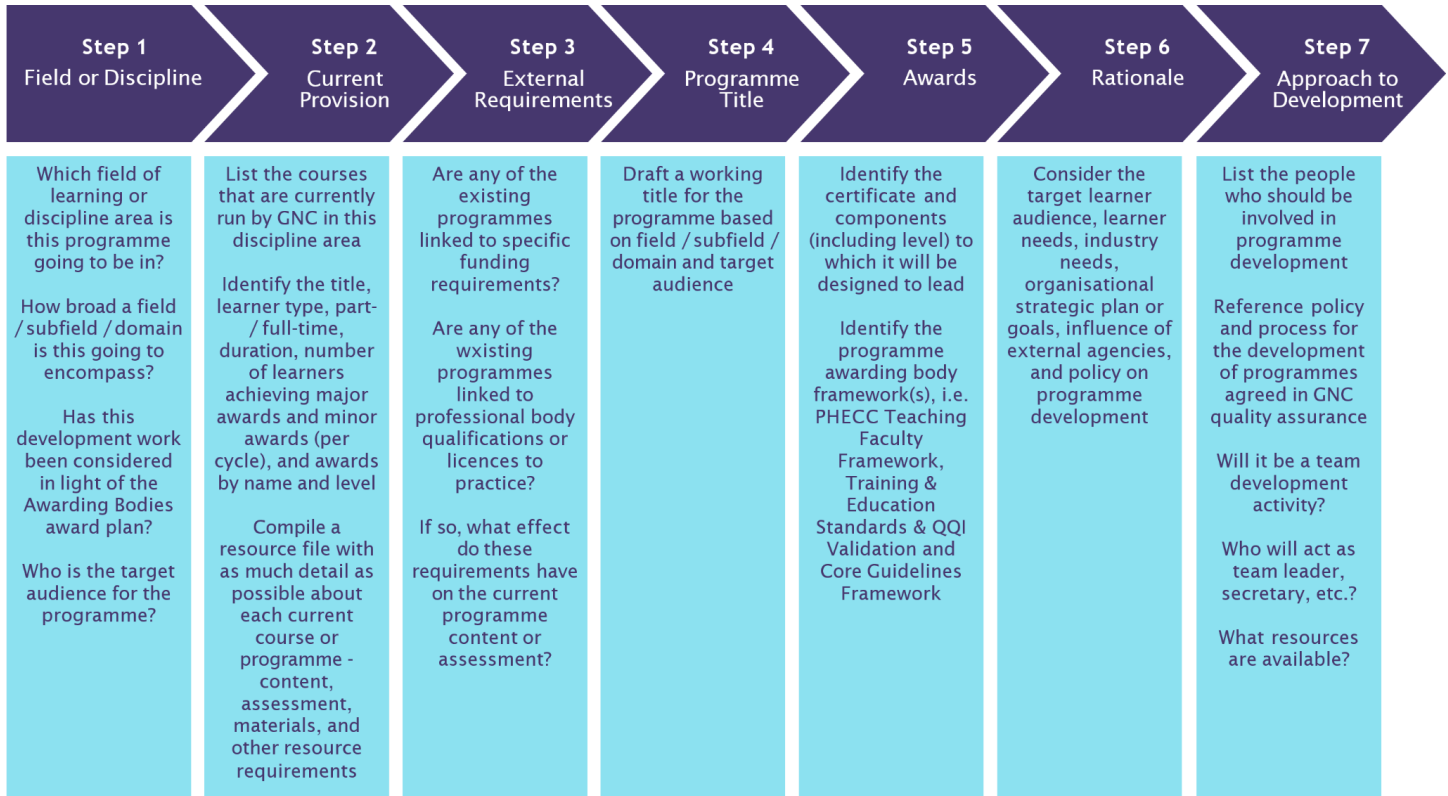 Step 1
Field or Discipline
Step 2
Current
Provision
Step 3
External
Requirements
Step 4
Programme
Title
Step 5
Awards
Step 6
Rationale
Step 7
Approach to
Development
Which field of
learning or
discipline area is
this programme
going to be in?
How broad a field
/ subfield / domain
is this going to
encompass?
Has this
development work
been considered
in light of the
Awarding Bodies
award plan?
Who is the target
audience for the
programme?
List the courses
that are currently
run by GNC in this
discipline area
Identify the title,
learner type, part-
/ full-time,
duration, number
of learners
achieving major
awards and minor
awards (per
cycle), and awards
by name and level
Compile a
resource file with
as much detail as
possible about
each current
course or
programme -
content,
assessment,
materials, and
other resource
requirements
Are any of the
existing
programmes
linked to specific
funding
requirements?
Are any of the
wxisting
programmes
linked to
professional body
qualifications or
licences to
practice?
If so, what effect
do these
requirements have
on the current
programme
content or
assessment?
Draft a working
title for the
programme based
on field / subfield /
domain and target
audience
Identify the
certificate and
components
(including level) to
which it will be
designed to lead
Identify the
programme
awarding body
framework(s), i.e.
PHECC Teaching
Faculty
Framework,
Training &
Education
Standards & QQI
Validation and
Core Guidelines
Framework
Consider the
target learner
audience, learner
needs, industry
needs,
organisational
strategic plan or
goals, influence of
external agencies,
and policy on
programme
development
List the people
who should be
involved in
programme
development
Reference policy
and process for
the development
of programmes
agreed in GNC
quality assurance
Will it be a team
development
activity?
Who will act as
team leader,
secretary, etc.?
What resources
are available?